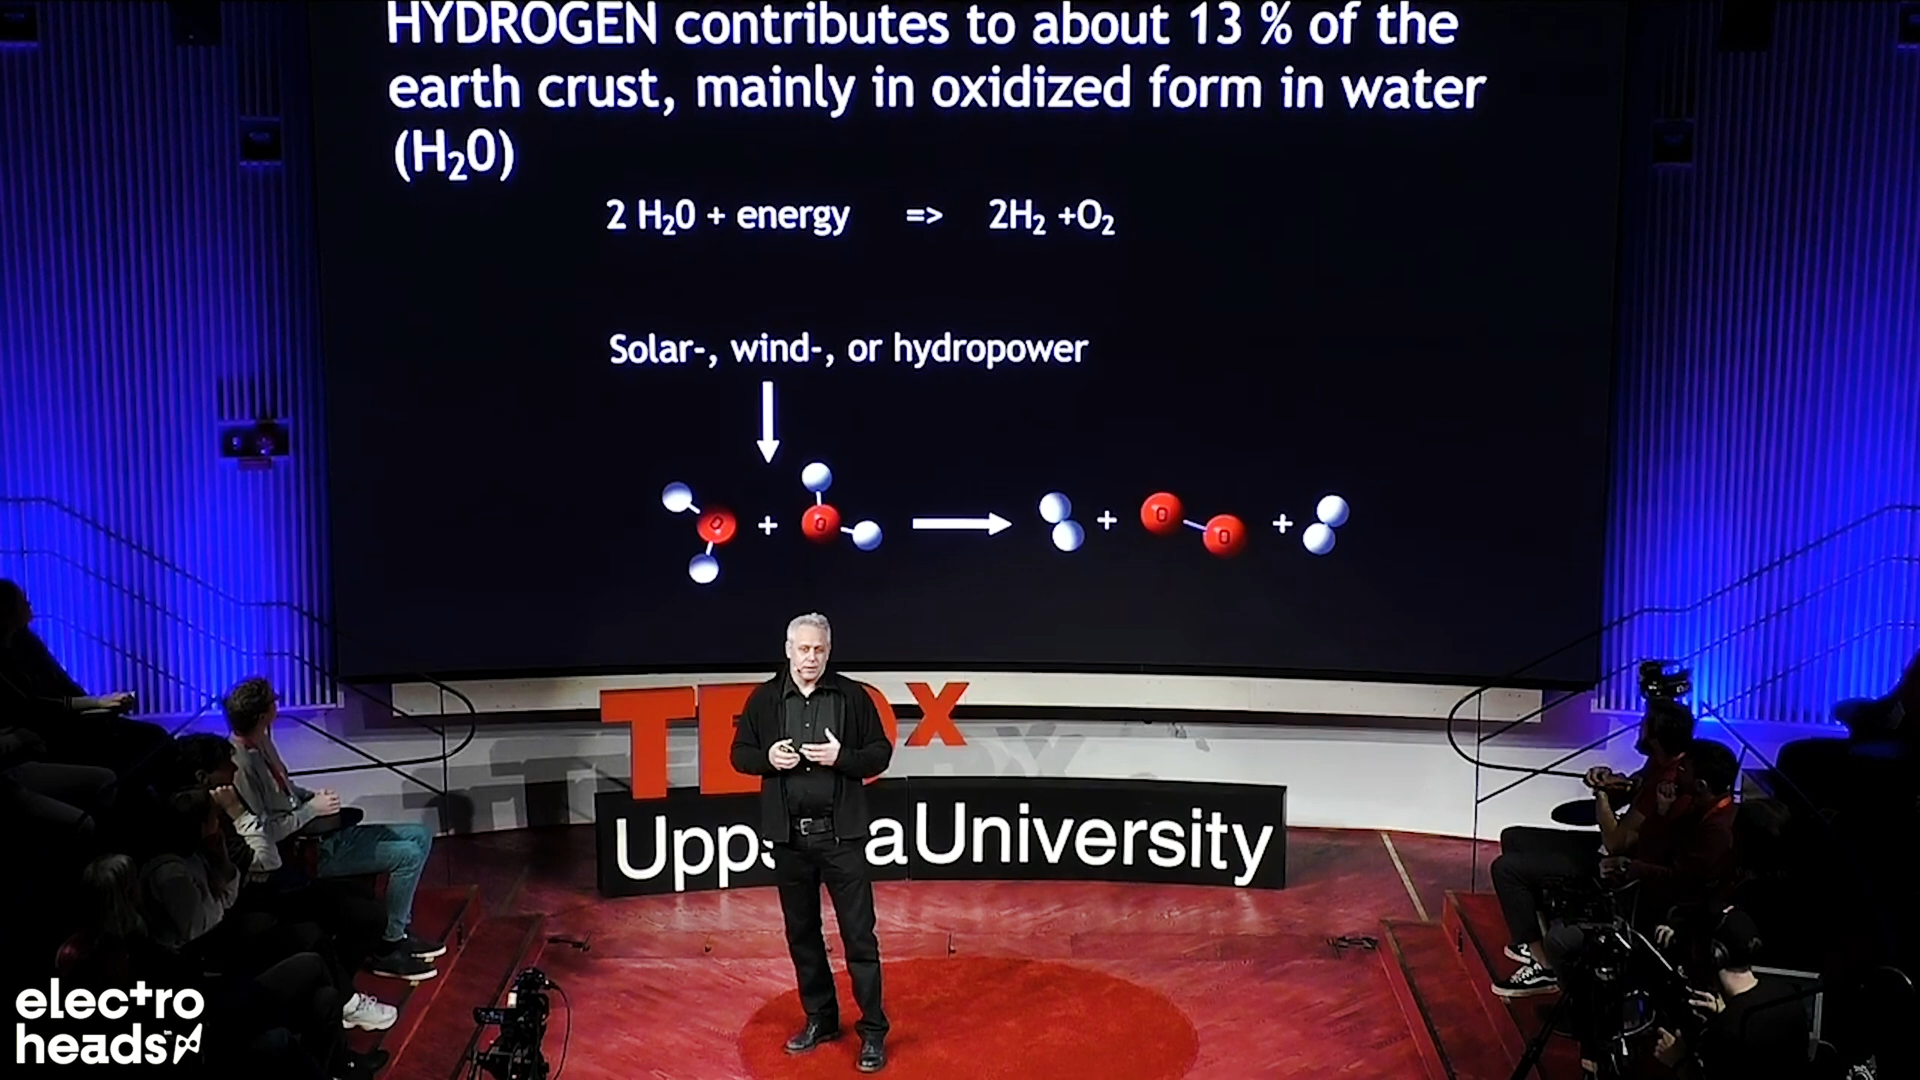 HYDROGEN contributes to about 13 % of the
earth crust, mainly in oxidized form in water
(H₂0)
2 H₂0 + energy => 2H₂ +O₂
Solar-, wind-, or hydropower
O + O + O O +
TEDx
Upps aUniversity
electro
heads